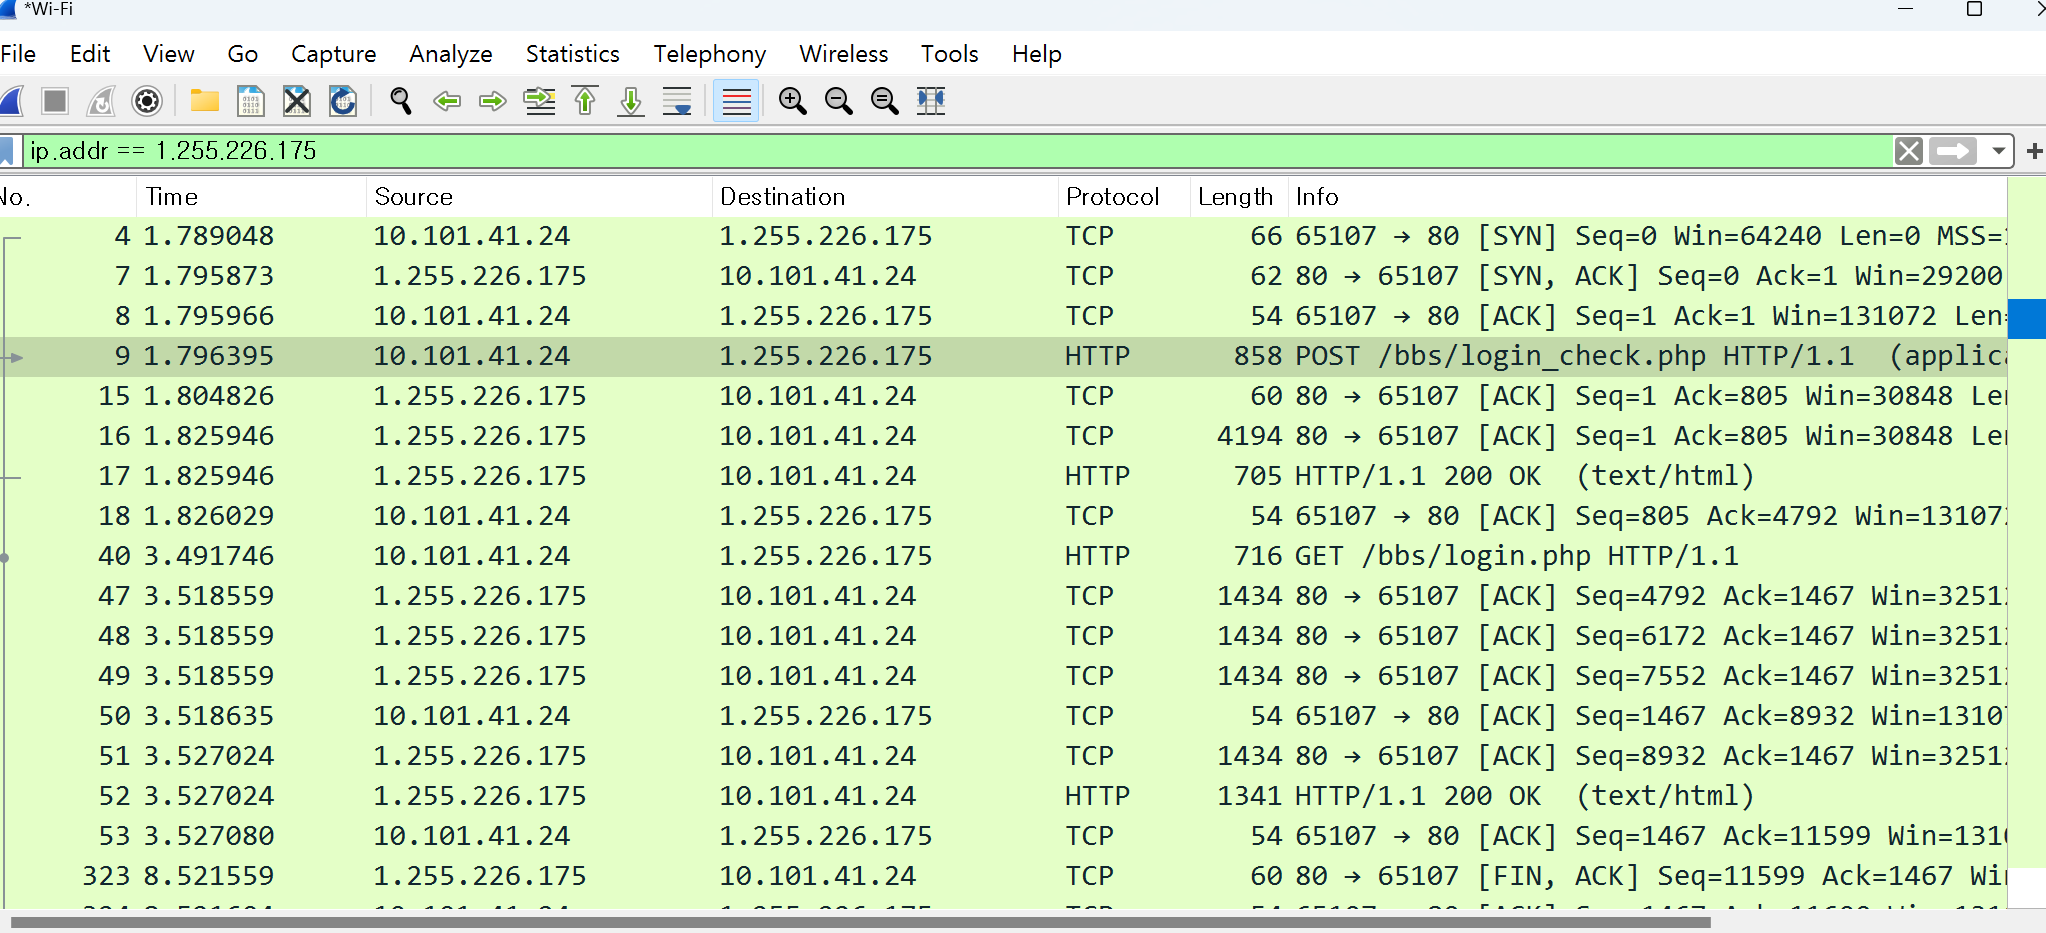 *Wi-Fi
File Edit View Go Capture Analyze Statistics Telephony Wireless Tools Help
ip.addr == 1.255.226.175
No. Time Source Destination Protocol Length Info
4 1.789048 10.101.41.24 1.255.226.175 TCP 66 65107 → 80 [SYN] Seq=0 Win=64240 Len=0 MSS=
7 1.795873 1.255.226.175 10.101.41.24 TCP 62 80 → 65107 [SYN, ACK] Seq=0 Ack=1 Win=29200
8 1.795966 10.101.41.24 1.255.226.175 TCP 54 65107 → 80 [ACK] Seq=1 Ack=1 Win=131072 Len
9 1.796395 10.101.41.24 1.255.226.175 HTTP 858 POST /bbs/login_check.php HTTP/1.1 (applica
15 1.804826 1.255.226.175 10.101.41.24 TCP 60 80 → 65107 [ACK] Seq=1 Ack=805 Win=30848 Le
16 1.825946 1.255.226.175 10.101.41.24 TCP 4194 80 → 65107 [ACK] Seq=1 Ack=805 Win=30848 Le
17 1.825946 1.255.226.175 10.101.41.24 HTTP 705 HTTP/1.1 200 OK (text/html)
18 1.826029 10.101.41.24 1.255.226.175 TCP 54 65107 → 80 [ACK] Seq=805 Ack=4792 Win=131072
40 3.491746 10.101.41.24 1.255.226.175 HTTP 716 GET /bbs/login.php HTTP/1.1
47 3.518559 1.255.226.175 10.101.41.24 TCP 1434 80 → 65107 [ACK] Seq=4792 Ack=1467 Win=32512
48 3.518559 1.255.226.175 10.101.41.24 TCP 1434 80 → 65107 [ACK] Seq=6172 Ack=1467 Win=32512
49 3.518559 1.255.226.175 10.101.41.24 TCP 1434 80 → 65107 [ACK] Seq=7552 Ack=1467 Win=32512
50 3.518635 10.101.41.24 1.255.226.175 TCP 54 65107 → 80 [ACK] Seq=1467 Ack=8932 Win=1310
51 3.527024 1.255.226.175 10.101.41.24 TCP 1434 80 → 65107 [ACK] Seq=8932 Ack=1467 Win=32512
52 3.527024 1.255.226.175 10.101.41.24 HTTP 1341 HTTP/1.1 200 OK (text/html)
53 3.527080 10.101.41.24 1.255.226.175 TCP 54 65107 → 80 [ACK] Seq=1467 Ack=11599 Win=131
323 8.521559 1.255.226.175 10.101.41.24 TCP 60 80 → 65107 [FIN, ACK] Seq=11599 Ack=1467 Wi